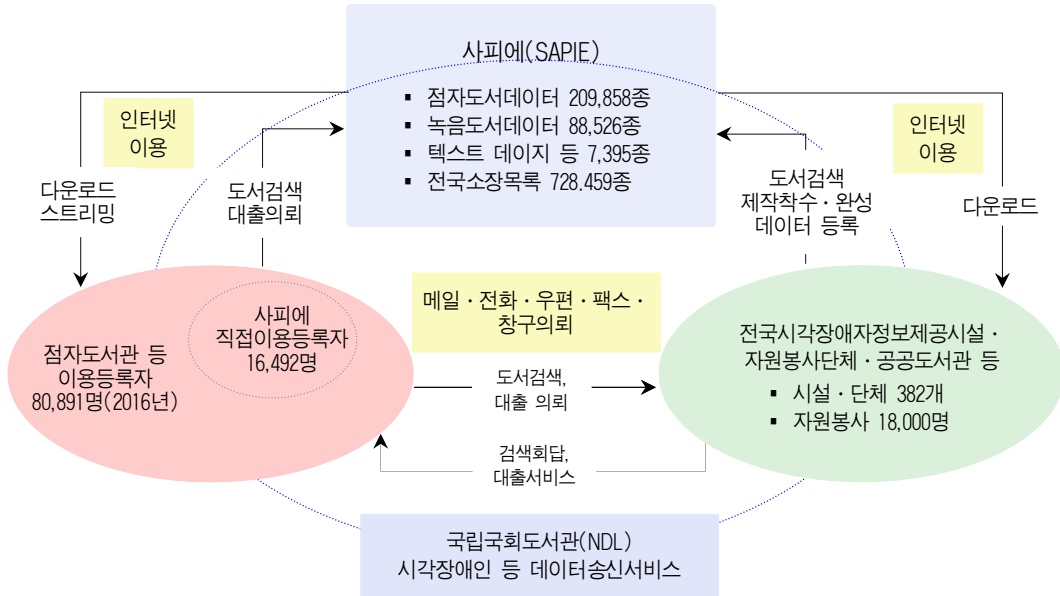 사피에(SAPIE)
▪ 점자도서데이터 209,858종
▪ 녹음도서데이터 88,526종
▪ 텍스트 데이지 등 7,395종
▪ 전국소장목록 728,459종
인터넷
이용
인터넷
이용
다운로드
스트리밍
도서검색
대출의뢰
도서검색
제작착수·완성
데이터 등록
다운로드
사피에
직접이용등록자
16,492명
점자도서관 등
이용등록자
80,891명(2016년)
메일·전화·우편·팩스·
창구의뢰
도서검색,
대출 의뢰
검색회답,
대출서비스
전국시각장애자정보제공시설·
자원봉사단체·공공도서관 등
▪ 시설·단체 382개
▪ 자원봉사 18,000명
국립국회도서관(NDL)
시각장애인 등 데이터송신서비스